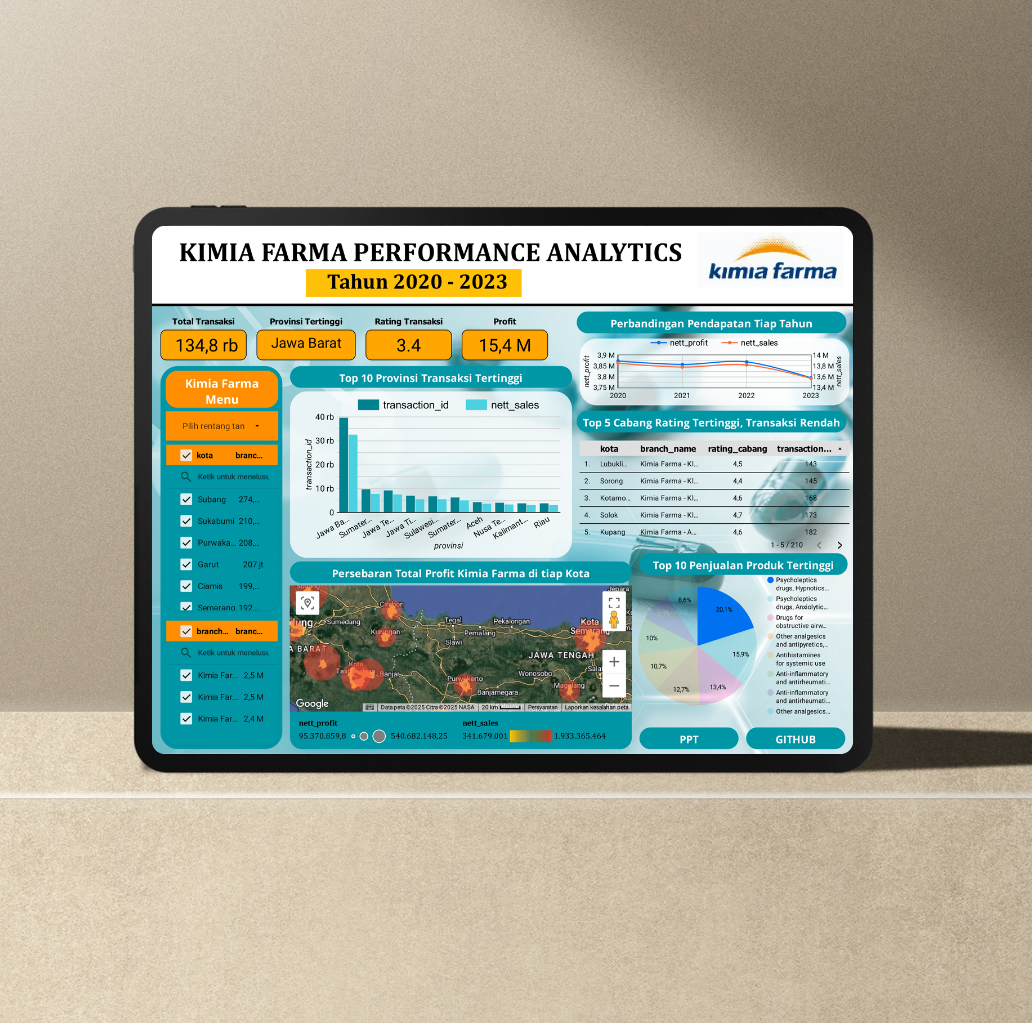 KIMIA FARMA PERFORMANCE ANALYTICS
Tahun 2020 - 2023
kimia farma
Total Transaksi
134,8 rb
Provinsi Tertinggi
Jawa Barat
Rating Transaksi
3.4
Profit
15,4 M
Kimia Farma
Menu
Pilih rentang tan
kota branc...
Ketik untuk menelusu
Subang 274,...
Sukabumi 210,...
Purwaka... 208,...
Garut 207 jt
Ciamis 199,...
Semarang 192,...
branch... branc...
Ketik untuk menelusu
Kimia Far... 2,5 M
Kimia Far... 2,5 M
Kimia Far... 2,4 M
Top 10 Provinsi Transaksi Tertinggi
transaction_id nett_sales
transaction_id
40 rb
30 rb
20 rb
10 rb
0
Jawa Ba...
Sumater...
Jawa Te...
Jawa Ti...
Sulawesi...
Sumater...
Aceh
Nusa Te...
Kalimant...
Riau
provinsi
Persebaran Total Profit Kimia Farma di tiap Kota
Sumedang
Kuningan
Tegal
Pekalongan
Pemalang
Slawi
Kota
Semarang
A BARAT
JAWA TENGAH
Banjar
Purwokerto
Wonosobo
Banjarnegara
Magelang
Google
Data peta ©2025 Citra ©2025 NASA 20 km Persyaratan Laporkan kesalahan peta
nett_profit
95.370.859,8 540.682.148,25
nett_sales
341.679.001 1.933.365.464
Perbandingan Pendapatan Tiap Tahun
nett_profit nett_sales
nett_profit
3,9 M
3,85 M
3,8 M
3,75 M
14 M
13,8 M
13,6 M
13,4 M
nett_sales
2020 2021 2022 2023
Top 5 Cabang Rating Tertinggi, Transaksi Rendah
kota branch_name rating_cabang transaction...
1. Lubukli... Kimia Farma - Kl... 4,5 143
2. Sorong Kimia Farma - Kl... 4,4 145
3. Kotamo... Kimia Farma - Kl... 4,6 168
4. Solok Kimia Farma - Kl... 4,7 173
5. Kupang Kimia Farma - A... 4,6 182
1 - 5 / 210
Top 10 Penjualan Produk Tertinggi
20,1%
15,9%
13,4%
12,7%
10,7%
10%
8,6%
Psycholeptics
drugs, Hypnotics...
Psycholeptics
drugs, Anxiolytic...
Drugs for
obstructive airw...
Other analgesics
and antipyretics,...
Antihistamines
for systemic use
Anti-inflammatory
and antirheumati...
Anti-inflammatory
and antirheumati...
Other analgesics...
PPT
GITHUB